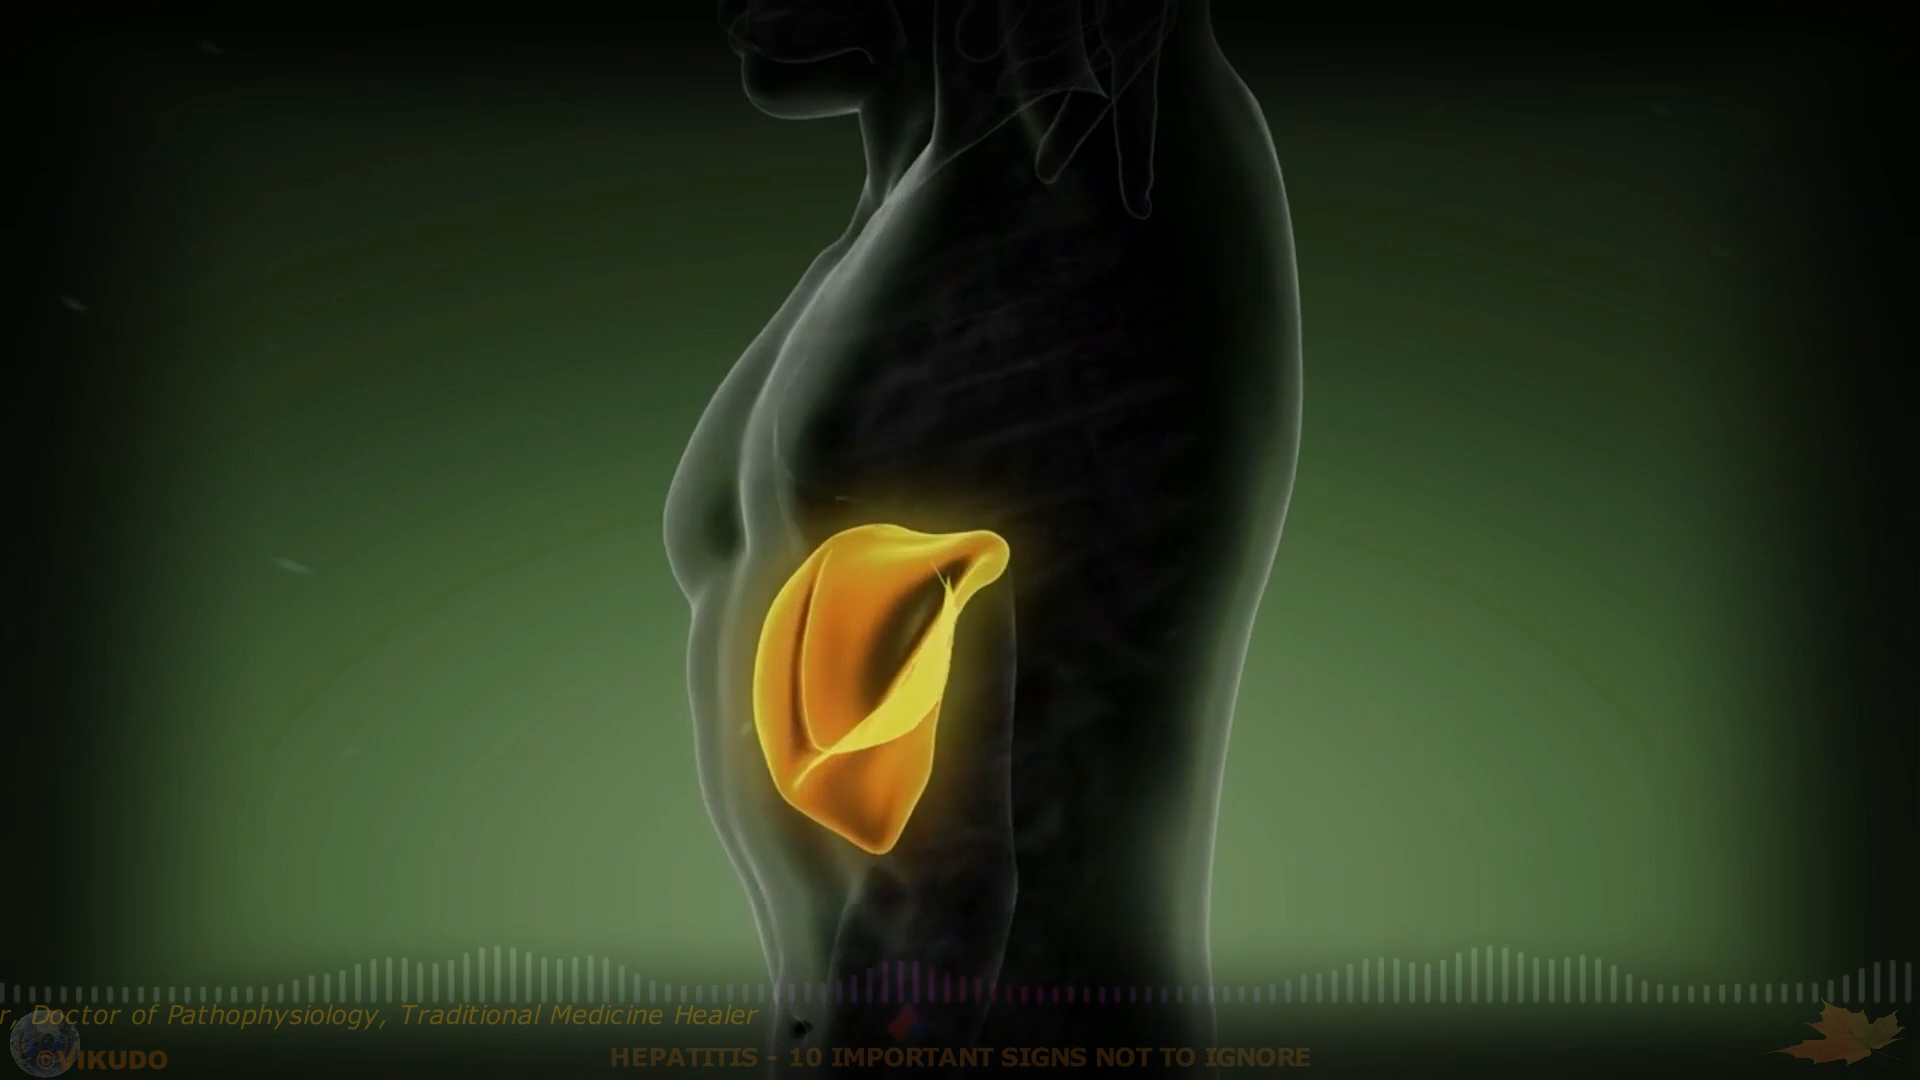 r, Doctor of Pathophysiology, Traditional Medicine Healer
©VIKUDO
HEPATITIS - 10 IMPORTANT SIGNS NOT TO IGNORE